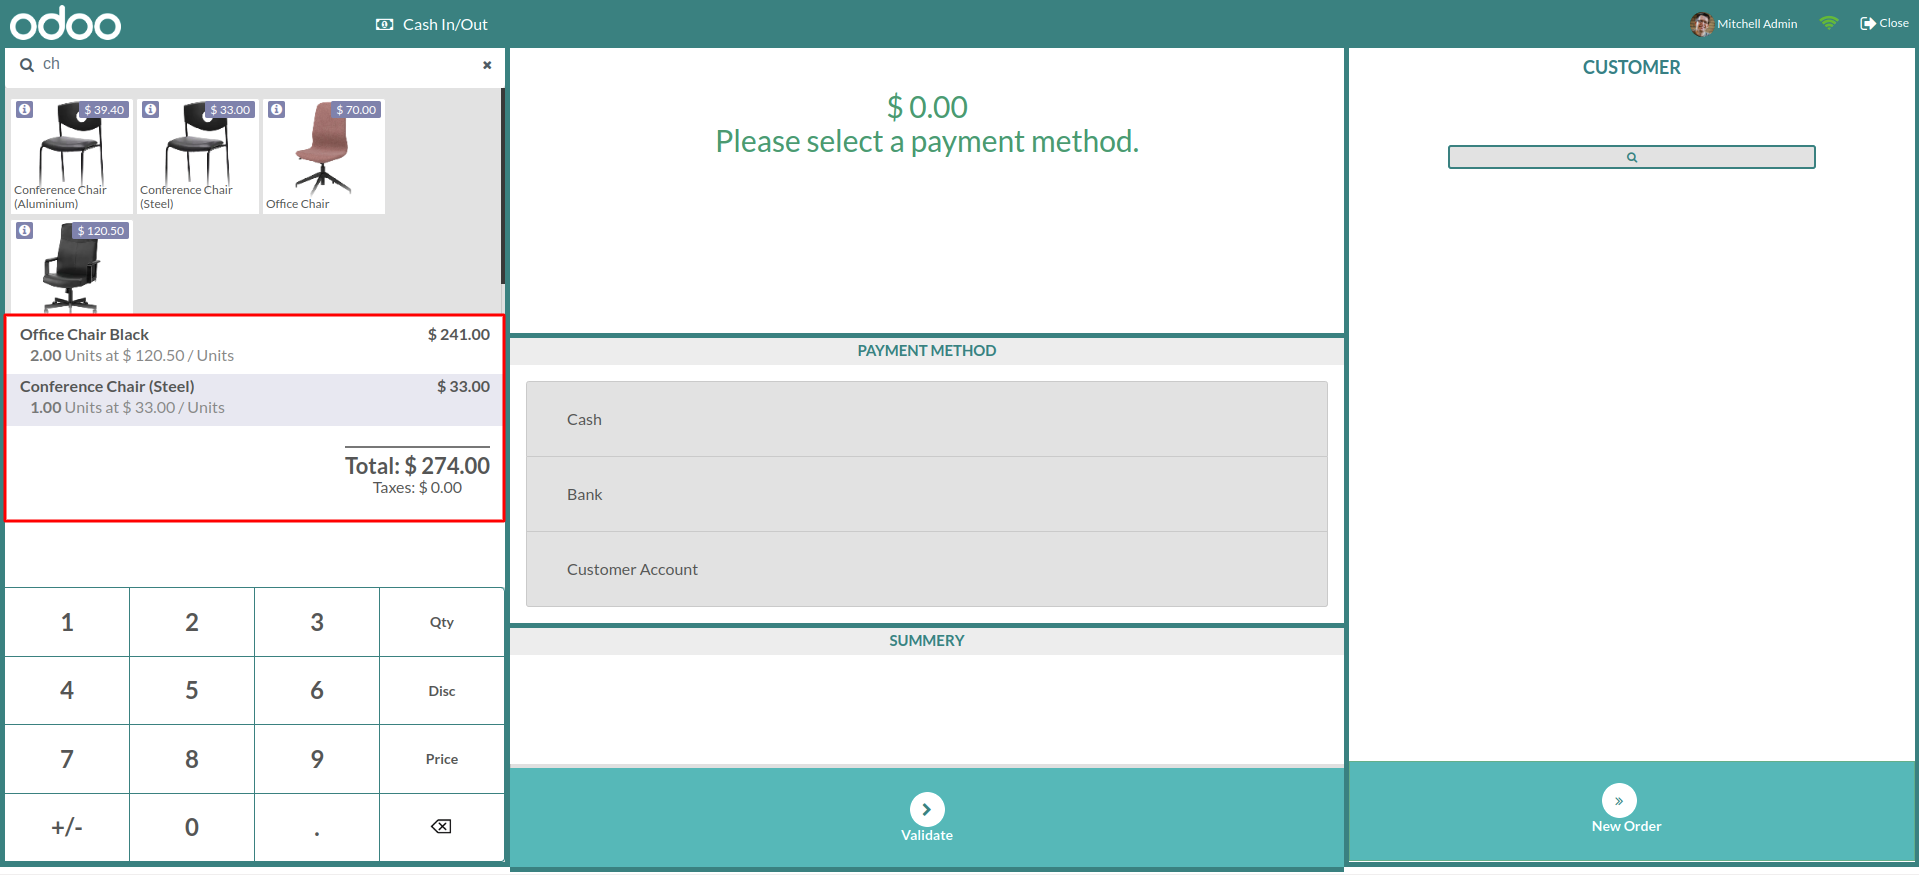 odoo
Cash In/Out
Mitchell Admin
Close
ch
$ 39.40
Conference Chair
(Aluminium)
$ 33.00
Conference Chair
(Steel)
$ 70.00
Office Chair
$ 120.50
Office Chair Black $ 241.00
2.00 Units at $ 120.50 / Units
Conference Chair (Steel) $ 33.00
1.00 Units at $ 33.00 / Units
Total: $ 274.00
Taxes: $ 0.00
1 2 3 Qty
4 5 6 Disc
7 8 9 Price
+/- 0 .
$ 0.00
Please select a payment method.
PAYMENT METHOD
Cash
Bank
Customer Account
SUMMERY
Validate
CUSTOMER
New Order